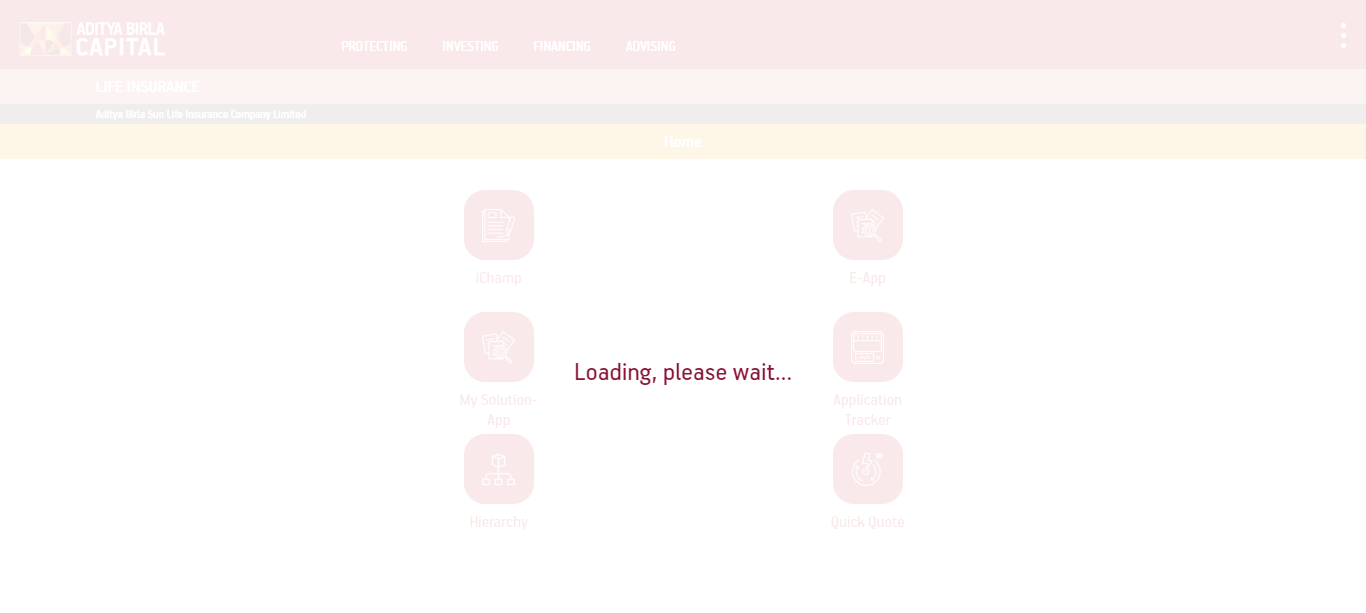 ADITYA BIRLA
CAPITAL
PROTECTING INVESTING FINANCING ADVISING
LIFE INSURANCE
Aditya Birla Sun Life Insurance Company Limited
Home
iChamp E-App
Loading, please wait...
My Solution-
App
Application
Tracker
Hierarchy Quick Quote